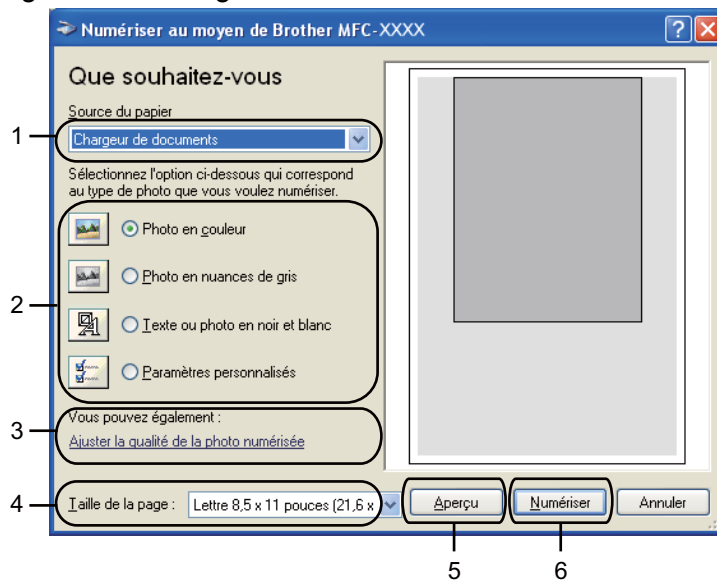 Numériser au moyen de Brother MFC-XXXX
Que souhaitez-vous
Source du papier
1
Chargeur de documents
Sélectionnez l'option ci-dessous qui correspond
au type de photo que vous voulez numériser.
Photo en couleur
Photo en nuances de gris
2
Texte ou photo en noir et blanc
Paramètres personnalisés
Vous pouvez également :
3
Ajuster la qualité de la photo numérisée
4
Taille de la page :
Lettre 8,5 x 11 pouces (21,6 x
Aperçu
Numériser
Annuler
5
6